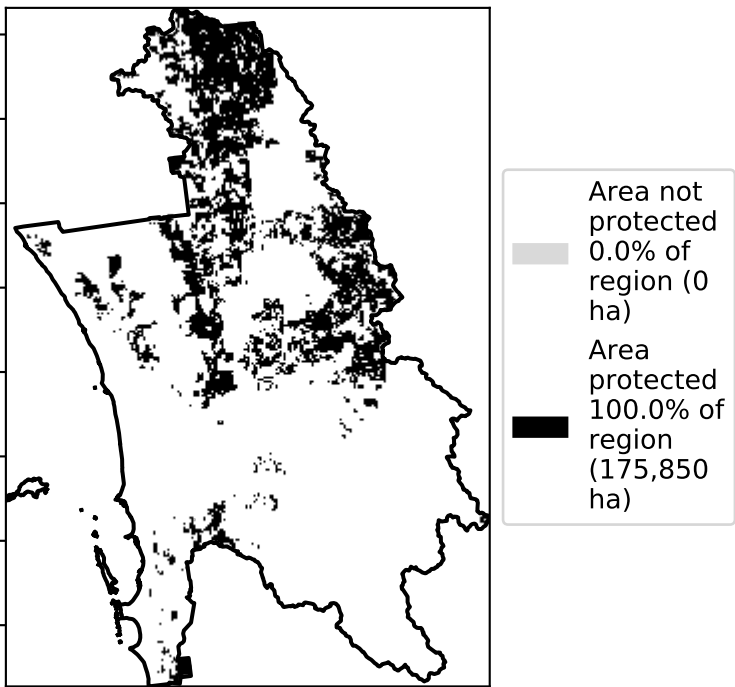 Area not
protected
0.0% of
region (0
ha)
Area
protected
100.0% of
region
(175,850
ha)